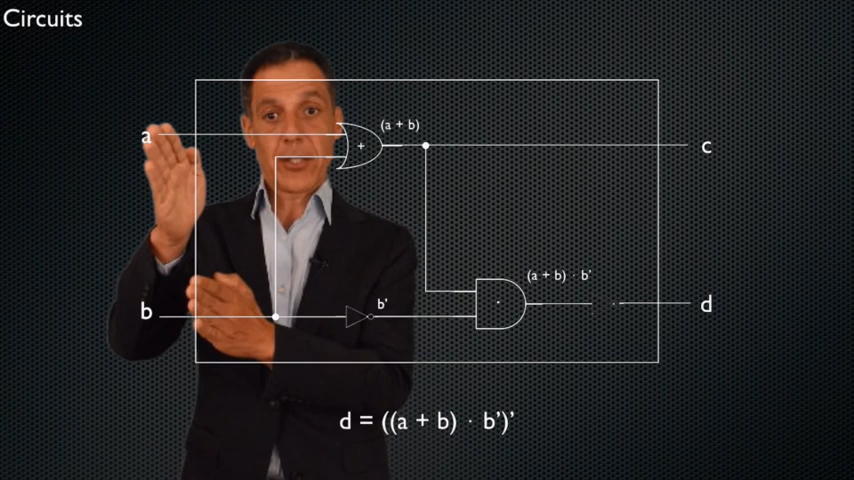 Circuits
(a + b)
a
+
c
(a + b) · b'
b
b'
·
d
d = ((a + b) · b')'